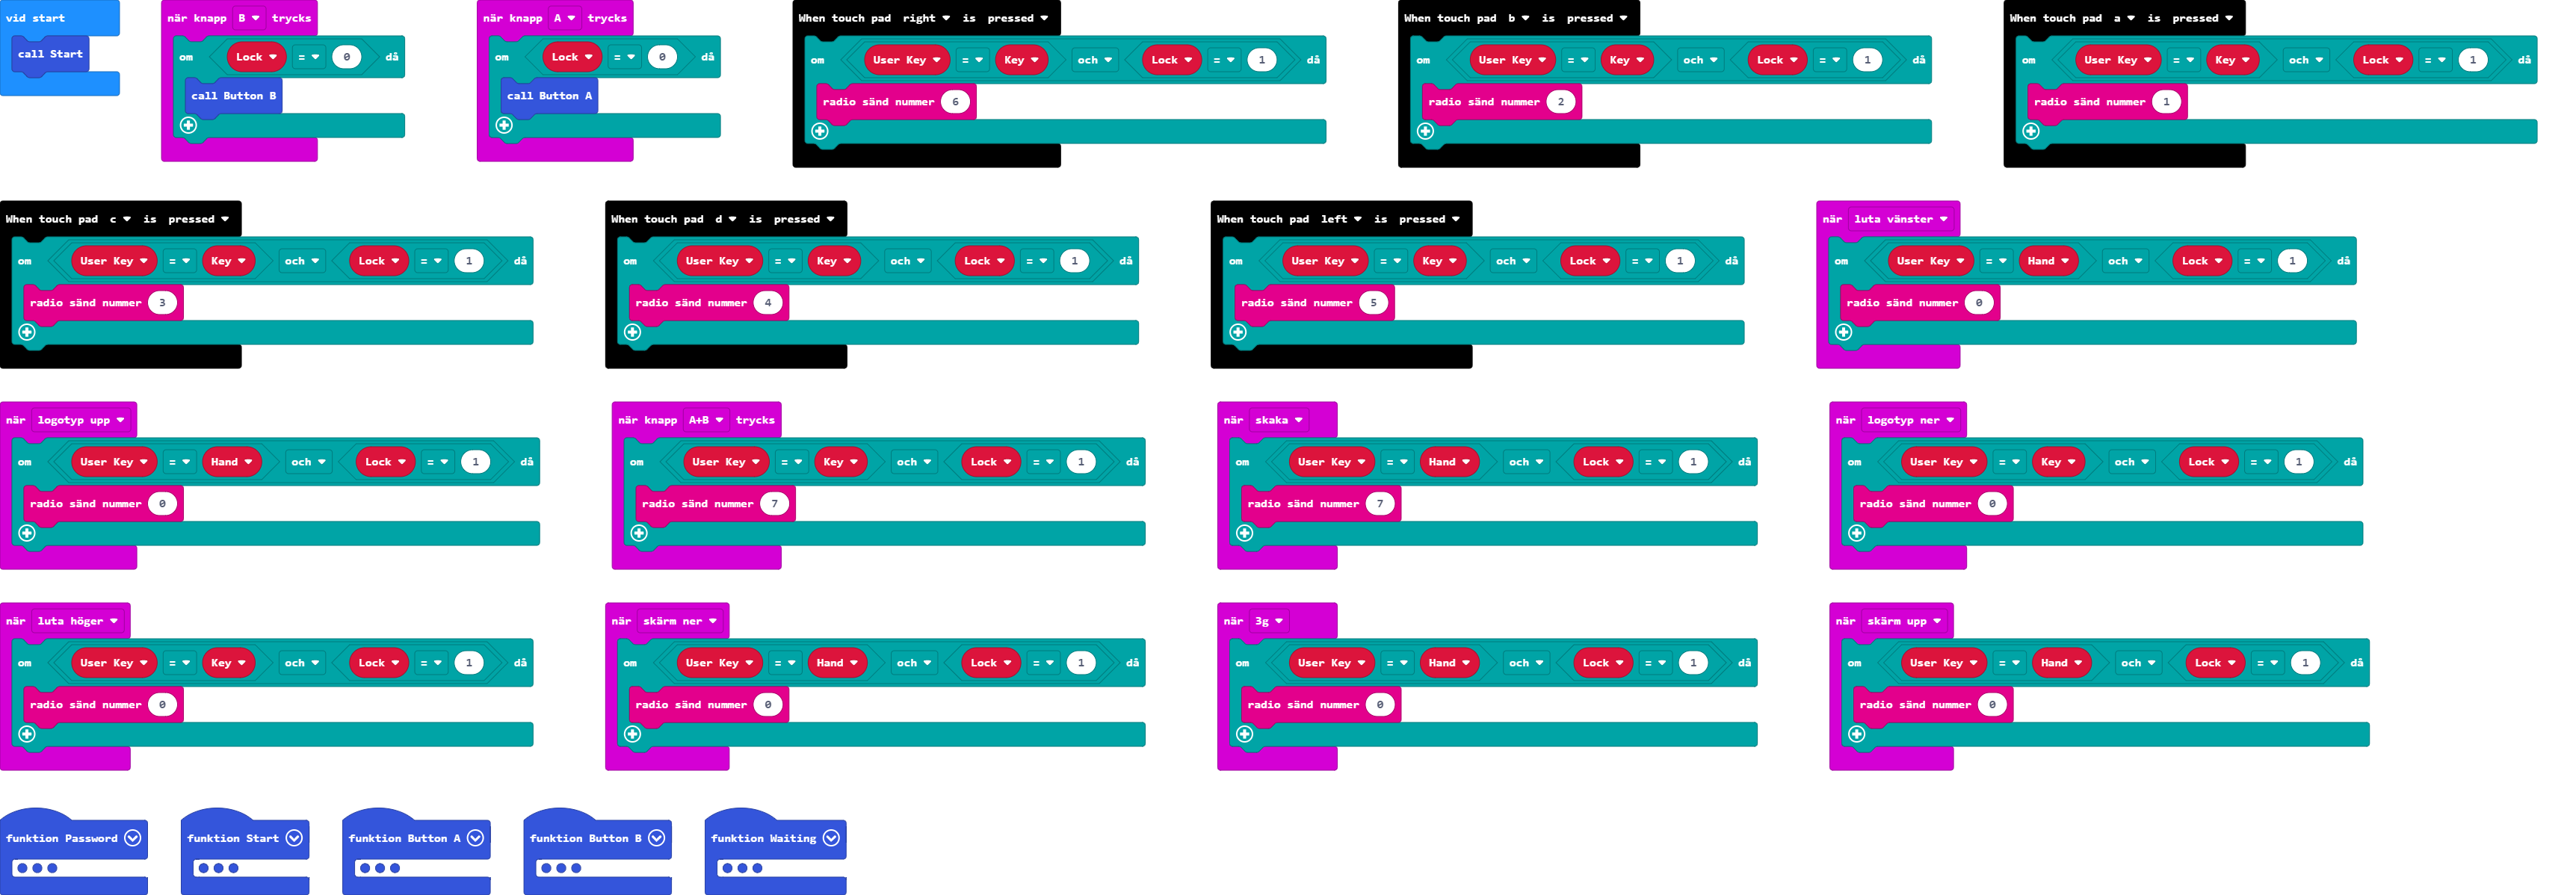 vid start
call Start
när knapp B trycks
om Lock = 0 då
call Button B
när knapp A trycks
om Lock = 0 då
call Button A
When touch pad right is pressed
om User Key = Key och Lock = 1 då
radio sänd nummer 6
When touch pad b is pressed
om User Key = Key och Lock = 1 då
radio sänd nummer 2
When touch pad a is pressed
om User Key = Key och Lock = 1 då
radio sänd nummer 1
When touch pad c is pressed
om User Key = Key och Lock = 1 då
radio sänd nummer 3
When touch pad d is pressed
om User Key = Key och Lock = 1 då
radio sänd nummer 4
When touch pad left is pressed
om User Key = Key och Lock = 1 då
radio sänd nummer 5
när luta vänster
om User Key = Hand och Lock = 1 då
radio sänd nummer 0
när logotyp upp
om User Key = Hand och Lock = 1 då
radio sänd nummer 0
när knapp A+B trycks
om User Key = Key och Lock = 1 då
radio sänd nummer 7
när skaka
om User Key = Hand och Lock = 1 då
radio sänd nummer 7
när logotyp ner
om User Key = Key och Lock = 1 då
radio sänd nummer 0
när luta höger
om User Key = Key och Lock = 1 då
radio sänd nummer 0
när skärm ner
om User Key = Hand och Lock = 1 då
radio sänd nummer 0
när 3g
om User Key = Hand och Lock = 1 då
radio sänd nummer 0
när skärm upp
om User Key = Hand och Lock = 1 då
radio sänd nummer 0
funktion Password
funktion Start
funktion Button A
funktion Button B
funktion Waiting